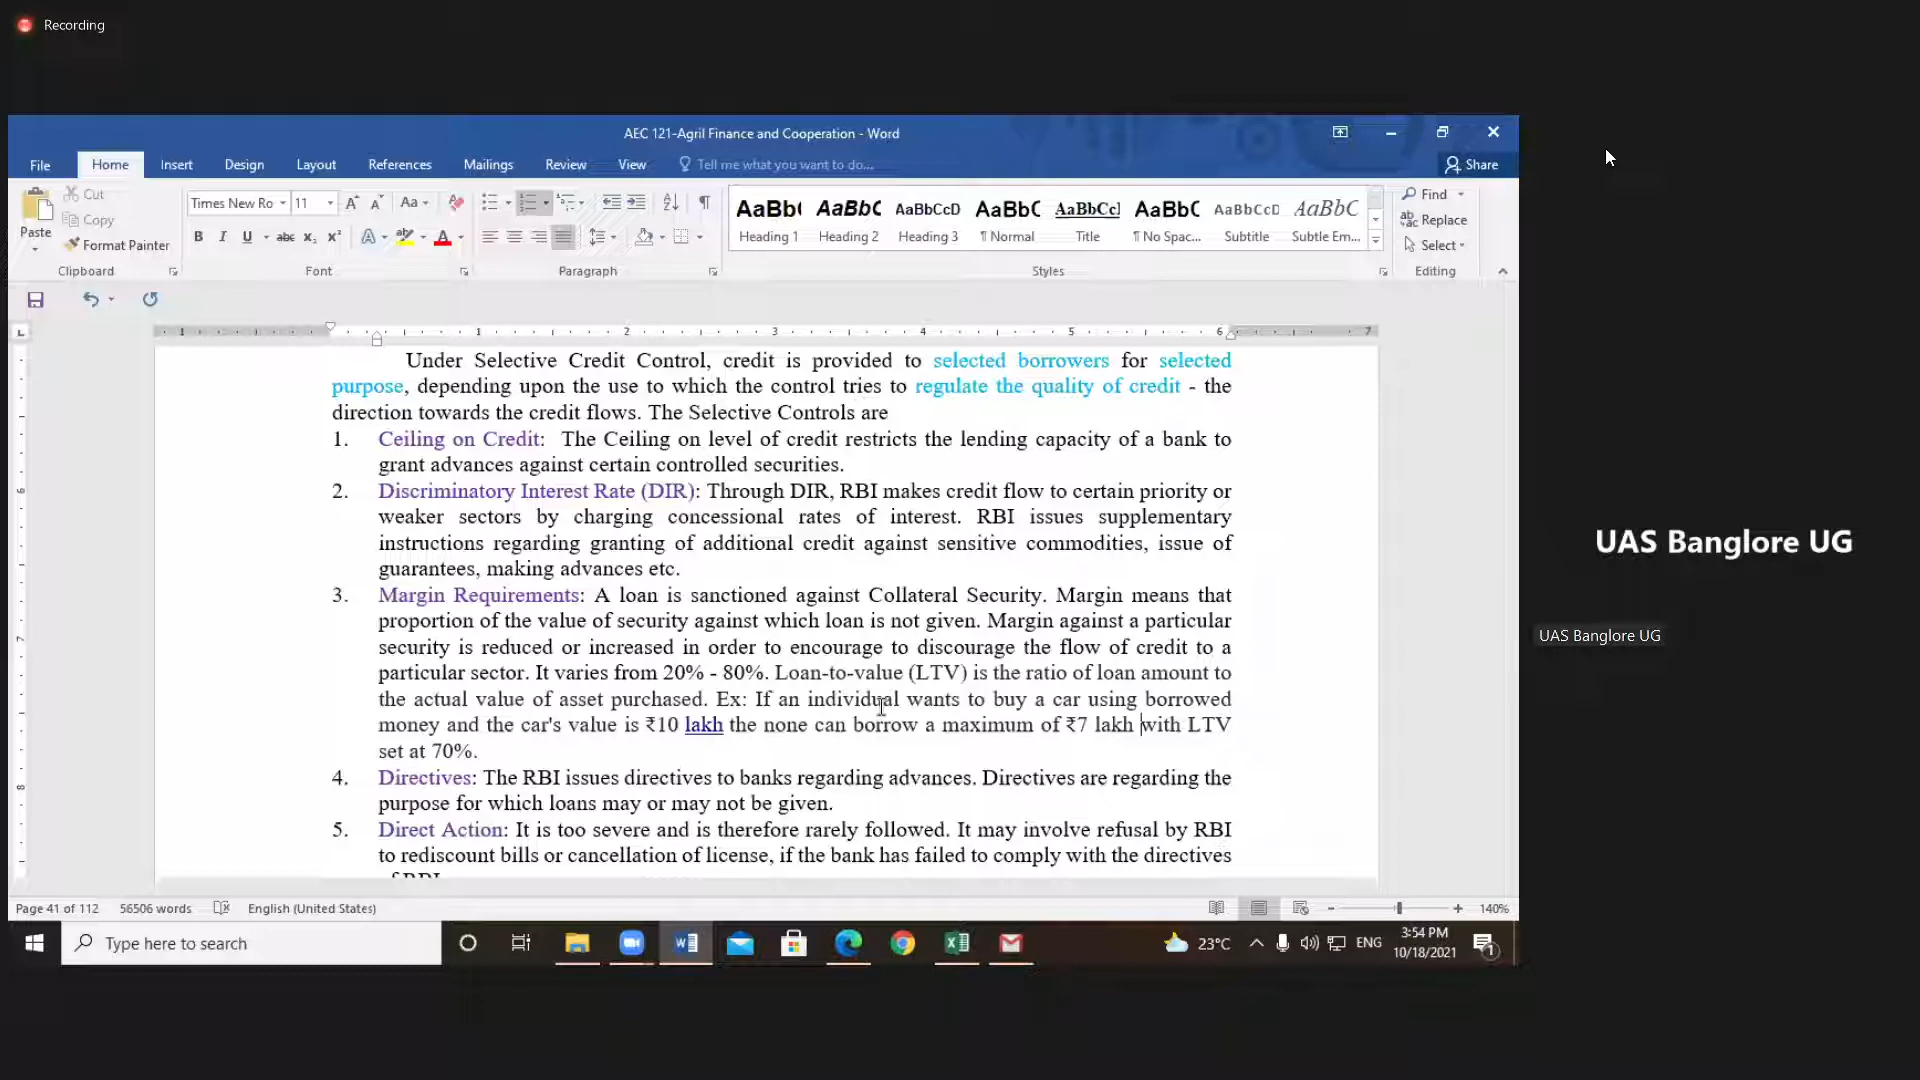 Recording
AEC 121-Agril Finance and Cooperation - Word
File Home Insert Design Layout References Mailings Review View Tell me what you want to do... Share
Paste Cut Copy Format Painter
Times New Ro 11
AaBb( AaBbC AaBbCcD AaBbC AaBbCcl AaBbC AaBbCcD AaBbC
Heading 1 Heading 2 Heading 3 ¶ Normal Title ¶ No Spac... Subtitle Subtle Em...
Find
Replace
Select
Clipboard Font Paragraph Styles Editing
1 1 2 3 4 5 6 7
Under Selective Credit Control, credit is provided to selected borrowers for selected
purpose, depending upon the use to which the control tries to regulate the quality of credit - the
direction towards the credit flows. The Selective Controls are
1. Ceiling on Credit: The Ceiling on level of credit restricts the lending capacity of a bank to
grant advances against certain controlled securities.
2. Discriminatory Interest Rate (DIR): Through DIR, RBI makes credit flow to certain priority or
weaker sectors by charging concessional rates of interest. RBI issues supplementary
instructions regarding granting of additional credit against sensitive commodities, issue of
guarantees, making advances etc.
3. Margin Requirements: A loan is sanctioned against Collateral Security. Margin means that
proportion of the value of security against which loan is not given. Margin against a particular
security is reduced or increased in order to encourage to discourage the flow of credit to a
particular sector. It varies from 20% - 80%. Loan-to-value (LTV) is the ratio of loan amount to
the actual value of asset purchased. Ex: If an individual wants to buy a car using borrowed
money and the car's value is ₹10 lakh the none can borrow a maximum of ₹7 lakh with LTV
set at 70%.
4. Directives: The RBI issues directives to banks regarding advances. Directives are regarding the
purpose for which loans may or may not be given.
5. Direct Action: It is too severe and is therefore rarely followed. It may involve refusal by RBI
to rediscount bills or cancellation of license, if the bank has failed to comply with the directives
of RBI
Page 41 of 112 56506 words English (United States) 140%
Type here to search 23°C ENG 3:54 PM
10/18/2021 1
UAS Banglore UG
UAS Banglore UG